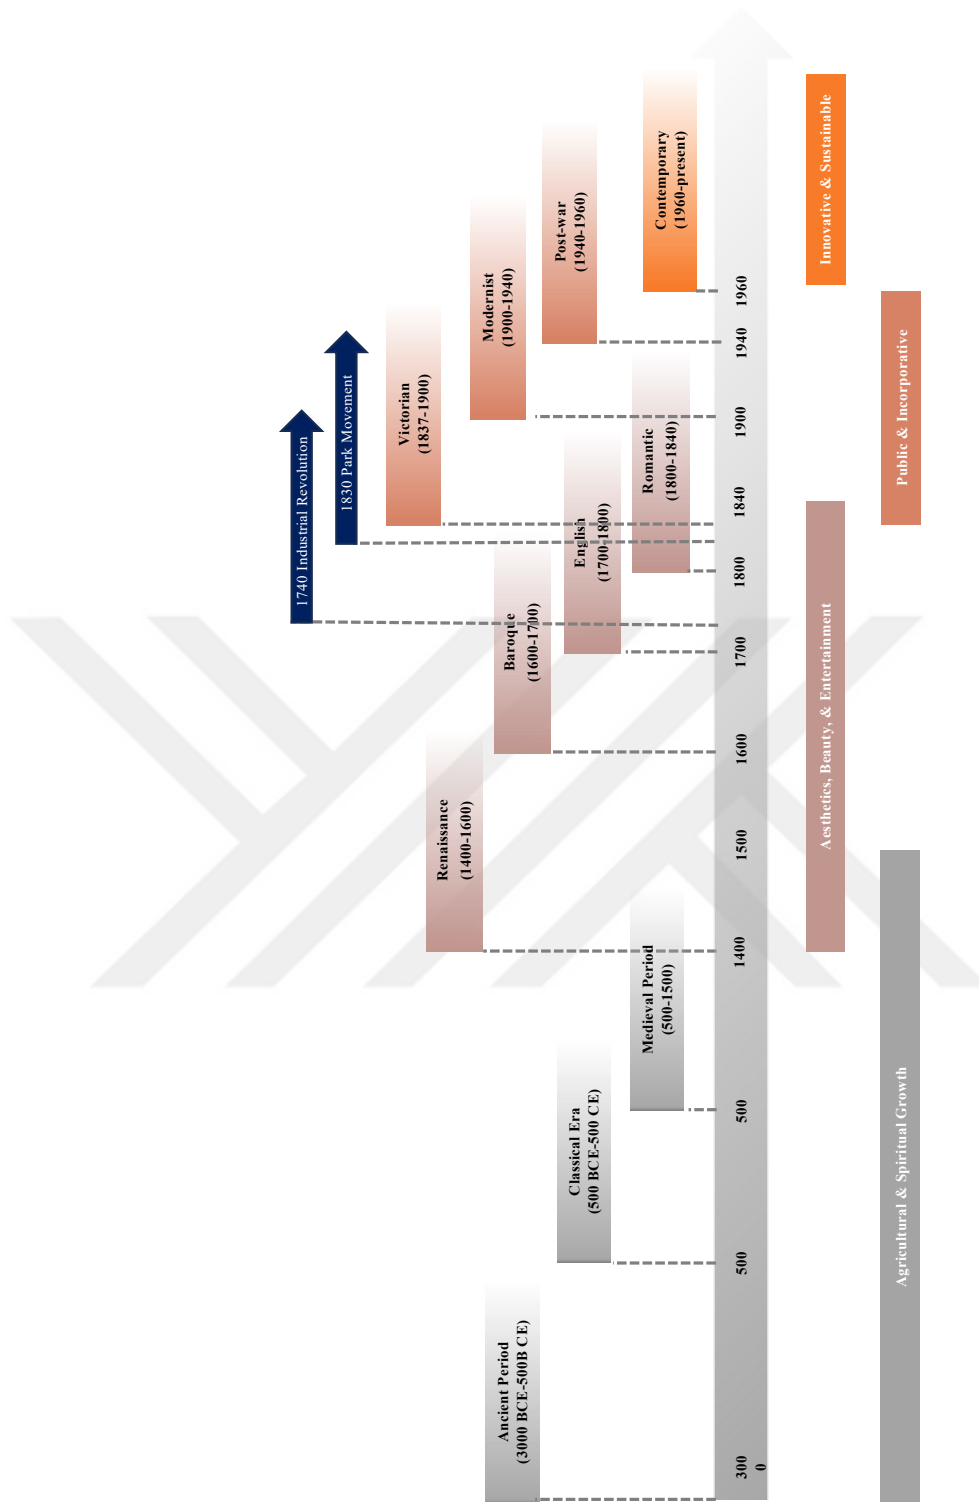 1740 Industrial Revolution
1830 Park Movement
Victorian
(1837-1900)
Modernist
(1900-1940)
Post-war
(1940-1960)
Contemporary
(1960-present)
Renaissance
(1400-1600)
Baroque
(1600-1700)
English
(1700-1800)
Romantic
(1800-1840)
Ancient Period
(3000 BCE-500B CE)
Classical Era
(500 BCE-500 CE)
Medieval Period
(500-1500)
300
0
500
500
1400
1500
1600
1700
1800
1840
1900
1940
1960
Aesthetics, Beauty, & Entertainment
Innovative & Sustainable
Agricultural & Spiritual Growth
Public & Incorporative